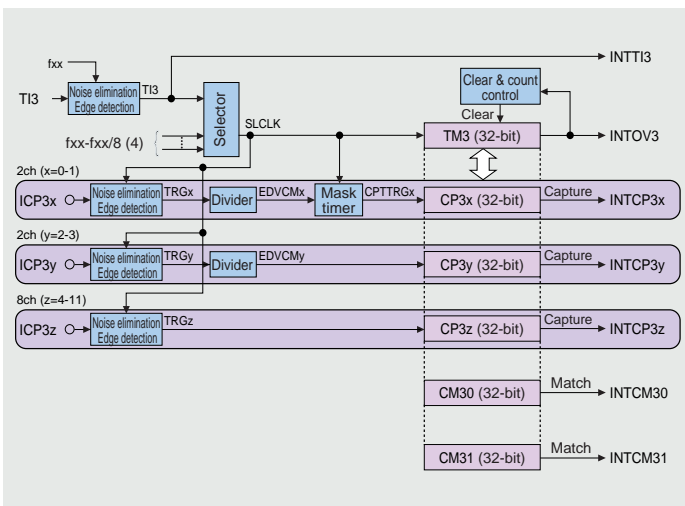 fxx
INTTI3
TI3
Noise elimination
Edge detection
TI3
Selector
Clear & count
control
Clear
fxx-fxx/8 (4)
SLCLK
TM3 (32-bit)
INTOV3
2ch (x=0-1)
ICP3x
Noise elimination
Edge detection
TRGx
Divider
EDVCMx
Mask
timer
CPTTRGx
CP3x (32-bit)
Capture
INTCP3x
2ch (y=2-3)
ICP3y
Noise elimination
Edge detection
TRGy
Divider
EDVCMy
CP3y (32-bit)
Capture
INTCP3y
8ch (z=4-11)
ICP3z
Noise elimination
Edge detection
TRGz
CP3z (32-bit)
Capture
INTCP3z
CM30 (32-bit)
Match
INTCM30
CM31 (32-bit)
Match
INTCM31